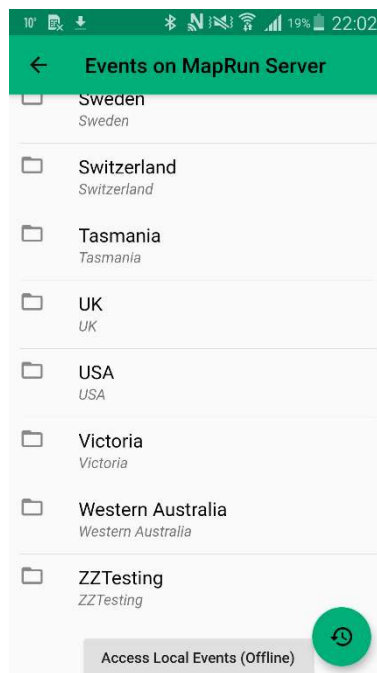 10° 19% 22:02
Events on MapRun Server
Sweden
Sweden
Switzerland
Switzerland
Tasmania
Tasmania
UK
UK
USA
USA
Victoria
Victoria
Western Australia
Western Australia
ZZTesting
ZZTesting
Access Local Events (Offline)